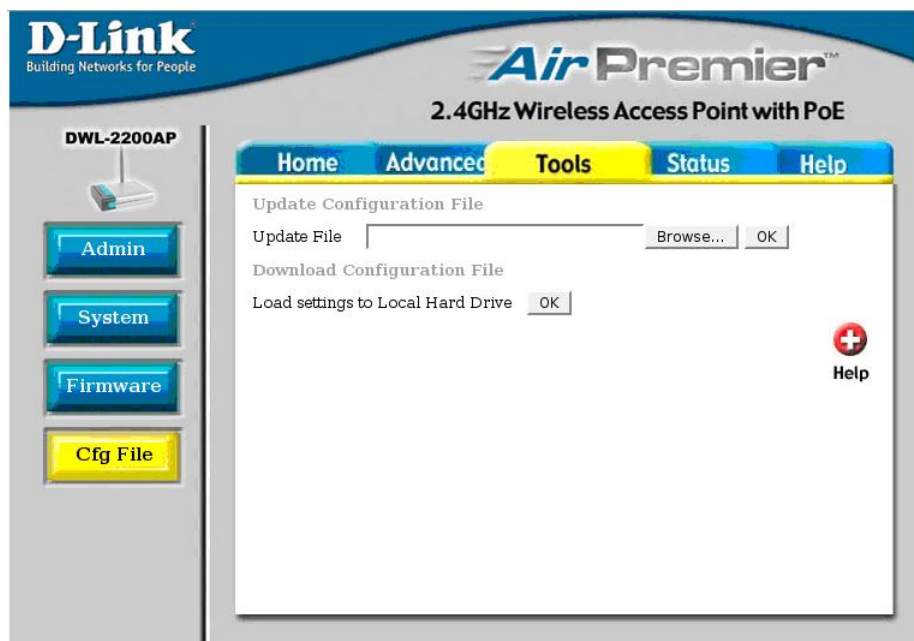 D-Link
Building Networks for People
AirPremier™
2.4GHz Wireless Access Point with PoE
DWL-2200AP
Home Advanced Tools Status Help
Admin
System
Firmware
Cfg File
Update Configuration File
Update File Browse... OK
Download Configuration File
Load settings to Local Hard Drive OK
Help